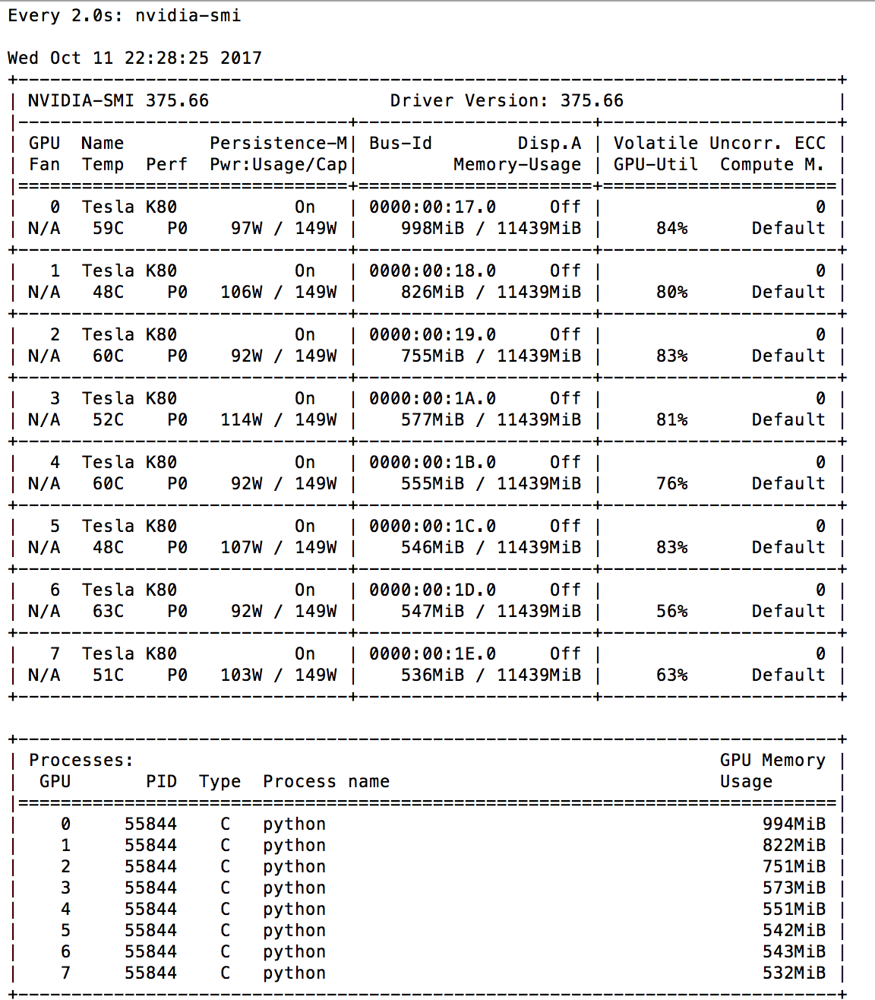 Every 2.0s: nvidia-smi
Wed Oct 11 22:28:25 2017
+-----------------------------------------------------------------------------+
| NVIDIA-SMI 375.66                 Driver Version: 375.66                    |
|-------------------------------+----------------------+----------------------+
| GPU  Name        Persistence-M| Bus-Id        Disp.A | Volatile Uncorr. ECC |
| Fan  Temp  Perf  Pwr:Usage/Cap|         Memory-Usage | GPU-Util  Compute M. |
|===============================+======================+======================|
|   0  Tesla K80           On   | 0000:00:17.0     Off |                    0 |
| N/A   59C    P0    97W / 149W |    998MiB / 11439MiB |     84%      Default |
+-------------------------------+----------------------+----------------------+
|   1  Tesla K80           On   | 0000:00:18.0     Off |                    0 |
| N/A   48C    P0   106W / 149W |    826MiB / 11439MiB |     80%      Default |
+-------------------------------+----------------------+----------------------+
|   2  Tesla K80           On   | 0000:00:19.0     Off |                    0 |
| N/A   60C    P0    92W / 149W |    755MiB / 11439MiB |     83%      Default |
+-------------------------------+----------------------+----------------------+
|   3  Tesla K80           On   | 0000:00:1A.0     Off |                    0 |
| N/A   52C    P0   114W / 149W |    577MiB / 11439MiB |     81%      Default |
+-------------------------------+----------------------+----------------------+
|   4  Tesla K80           On   | 0000:00:1B.0     Off |                    0 |
| N/A   60C    P0    92W / 149W |    555MiB / 11439MiB |     76%      Default |
+-------------------------------+----------------------+----------------------+
|   5  Tesla K80           On   | 0000:00:1C.0     Off |                    0 |
| N/A   48C    P0   107W / 149W |    546MiB / 11439MiB |     83%      Default |
+-------------------------------+----------------------+----------------------+
|   6  Tesla K80           On   | 0000:00:1D.0     Off |                    0 |
| N/A   63C    P0    92W / 149W |    547MiB / 11439MiB |     56%      Default |
+-------------------------------+----------------------+----------------------+
|   7  Tesla K80           On   | 0000:00:1E.0     Off |                    0 |
| N/A   51C    P0   103W / 149W |    536MiB / 11439MiB |     63%      Default |
+-------------------------------+----------------------+----------------------+
+-----------------------------------------------------------------------------+
| Processes:                                                       GPU Memory |
|  GPU       PID  Type  Process name                               Usage      |
|=============================================================================|
|    0     55844    C   python                                         994MiB |
|    1     55844    C   python                                         822MiB |
|    2     55844    C   python                                         751MiB |
|    3     55844    C   python                                         573MiB |
|    4     55844    C   python                                         551MiB |
|    5     55844    C   python                                         542MiB |
|    6     55844    C   python                                         543MiB |
|    7     55844    C   python                                         532MiB |
+-----------------------------------------------------------------------------+